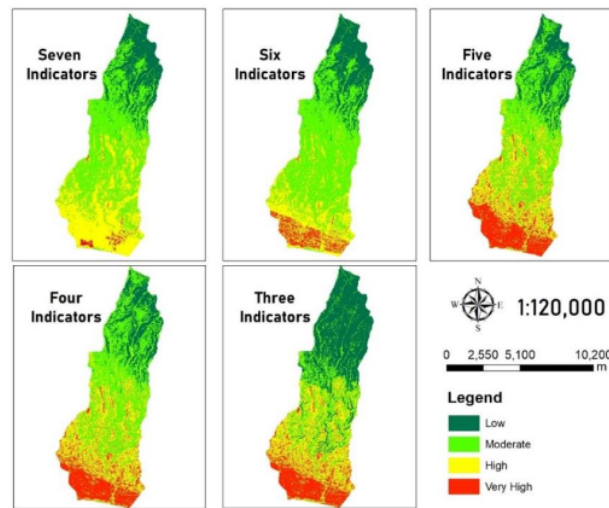 Seven
Indicators
Six
Indicators
Five
Indicators
Four
Indicators
Three
Indicators
N
W E
S
1:120,000
0 2,550 5,100 10,200
m
Legend
Low
Moderate
High
Very High